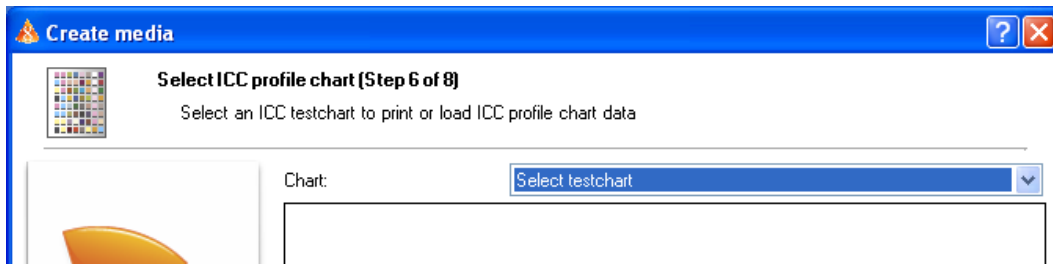 Create media
Select ICC profile chart (Step 6 of 8)
Select an ICC testchart to print or load ICC profile chart data
Chart: Select testchart